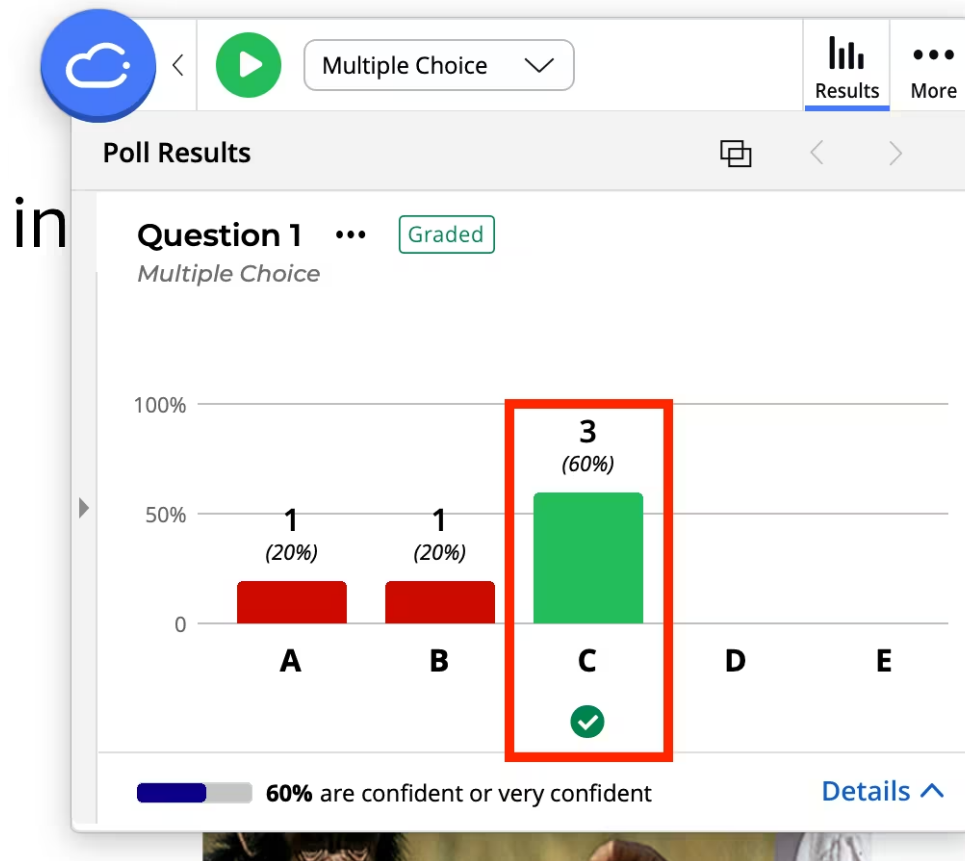 Multiple Choice
Results
More
Poll Results
in
Question 1
Graded
Multiple Choice
100%
3
(60%)
50%
1
1
(20%)
(20%)
0
A B C D E
60% are confident or very confident
Details